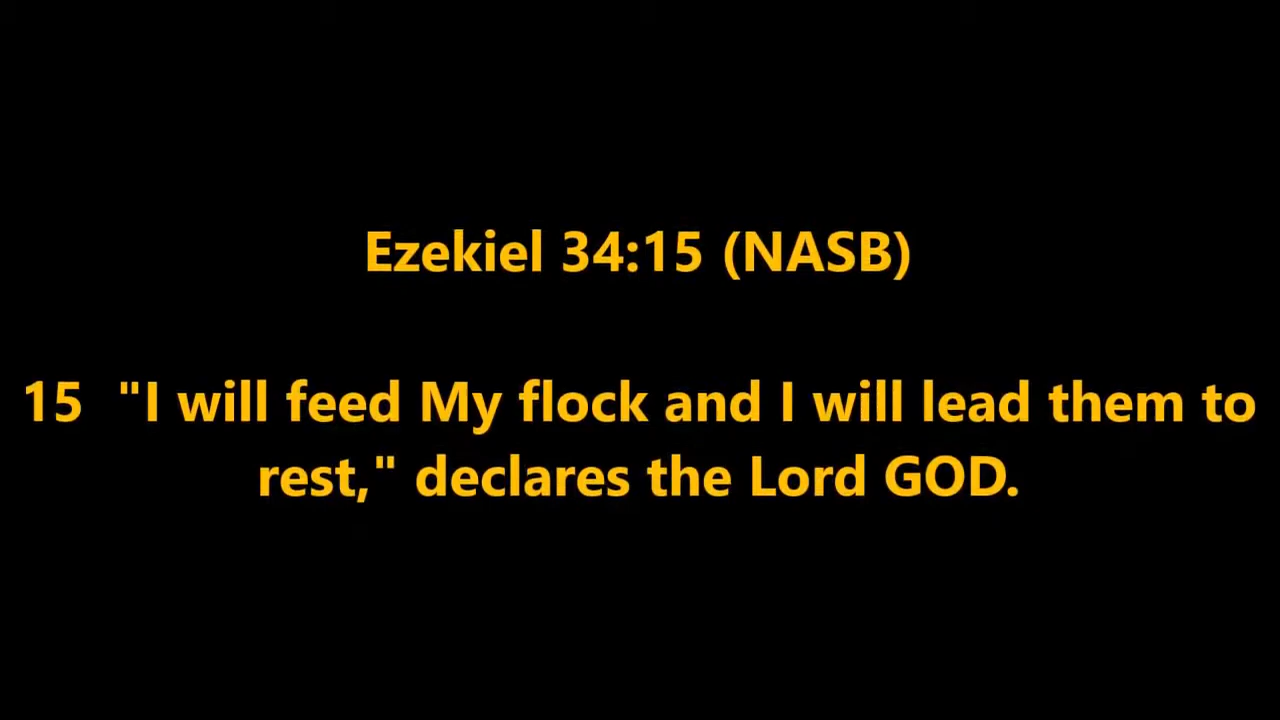 Ezekiel 34:15 (NASB)
15 "I will feed My flock and I will lead them to
rest," declares the Lord GOD.